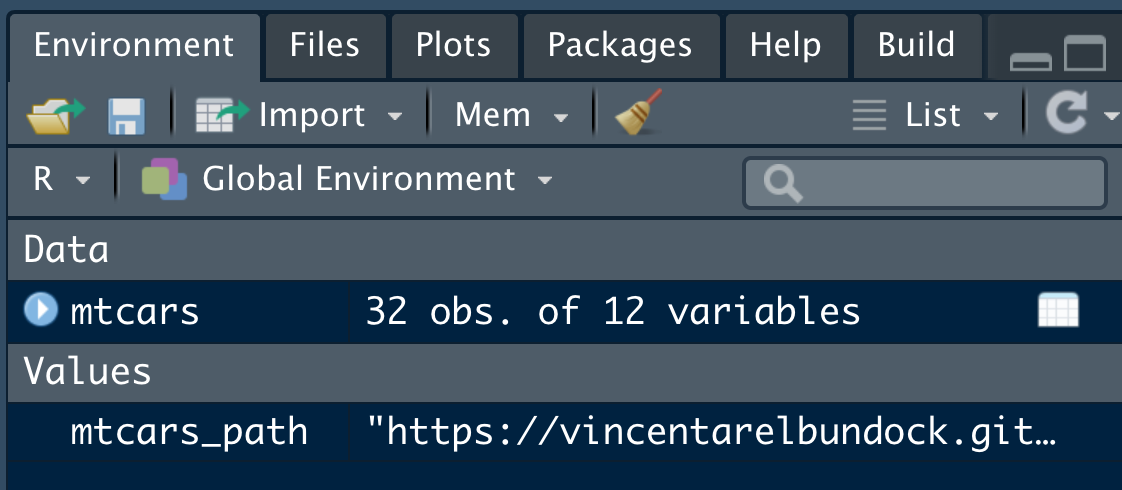 Environment Files Plots Packages Help Build
Import Mem List
R Global Environment
Data
mtcars 32 obs. of 12 variables
Values
mtcars_path "https://vincentarelbundock.git…